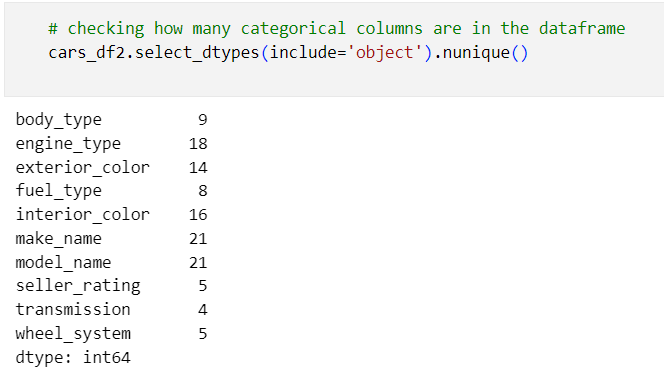 # checking how many categorical columns are in the dataframe
cars_df2.select_dtypes(include='object').nunique()
body_type 9
engine_type 18
exterior_color 14
fuel_type 8
interior_color 16
make_name 21
model_name 21
seller_rating 5
transmission 4
wheel_system 5
dtype: int64